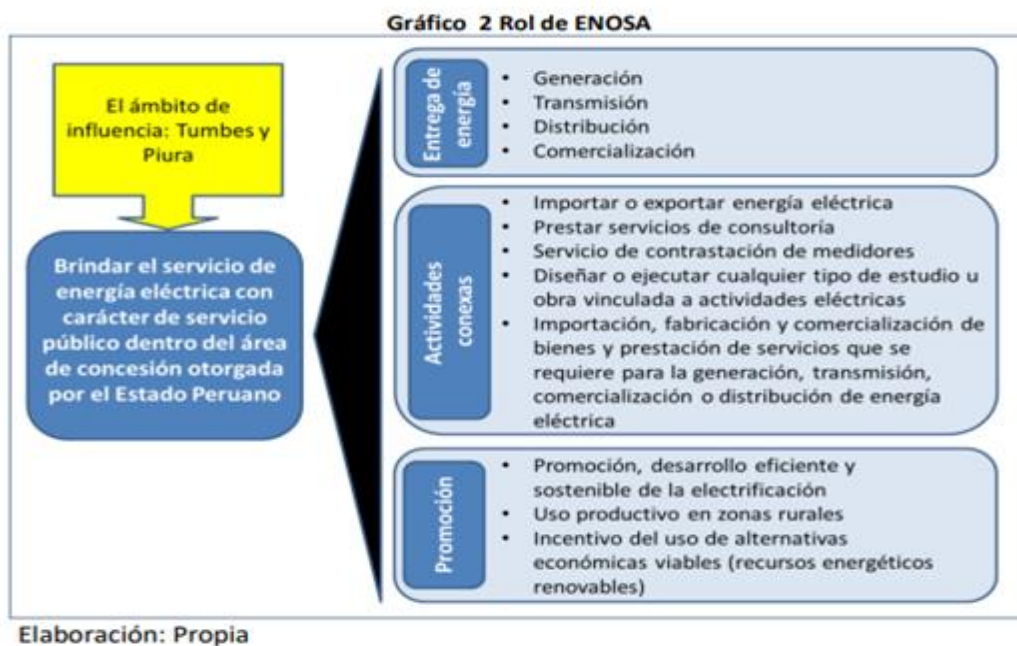 Gráfico 2 Rol de ENOSA
El ámbito de
influencia: Tumbes y
Piura
Brindar el servicio de
energía eléctrica con
carácter de servicio
público dentro del área
de concesión otorgada
por el Estado Peruano
Entrega de
energía
• Generación
• Transmisión
• Distribución
• Comercialización
Actividades
conexas
• Importar o exportar energía eléctrica
• Prestar servicios de consultoría
• Servicio de contrastación de medidores
• Diseñar o ejecutar cualquier tipo de estudio u
obra vinculada a actividades eléctricas
• Importación, fabricación y comercialización de
bienes y prestación de servicios que se
requiere para la generación, transmisión,
comercialización o distribución de energía
eléctrica
Promoción
• Promoción, desarrollo eficiente y
sostenible de la electrificación
• Uso productivo en zonas rurales
• Incentivo del uso de alternativas
económicas viables (recursos energéticos
renovables)
Elaboración: Propia